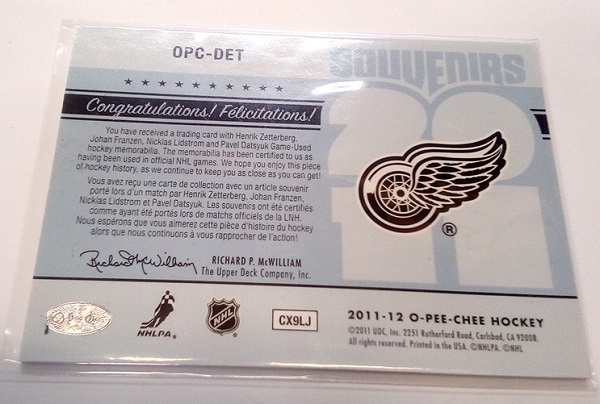 OPC-DET
SOUVENIRS
Congratulations! Félicitations!
You have received a trading card with Henrik Zetterberg,
Johan Franzen, Nicklas Lidstrom and Pavel Datsyuk Game-Used
hockey memorabilia. The memorabilia has been certified to us as
having been used in official NHL games. We hope you enjoy this piece
of hockey history, as we continue to keep you as close as you can get!
Vous avez reçu une carte de collection avec un article souvenir
porté lors d'un match par Henrik Zetterberg, Johan Franzen,
Nicklas Lidstrom et Pavel Datsyuk. Les souvenirs ont été certifiés
comme ayant été portés lors de matchs officiels de la LNH.
Nous espérons que vous aimerez cette pièce d'histoire du hockey
alors que nous continuons à vous rapprocher de l'action!
Richard P. McWilliam
RICHARD P. McWILLIAM
The Upper Deck Company, Inc.
2011
®
NHLPA
NHL
CX9LJ
2011-12 O-PEE-CHEE HOCKEY
©2011 UDC, Inc. 2251 Rutherford Road, Carlsbad, CA 92008.
All rights reserved. Printed in the USA. ©NHLPA. ©NHL